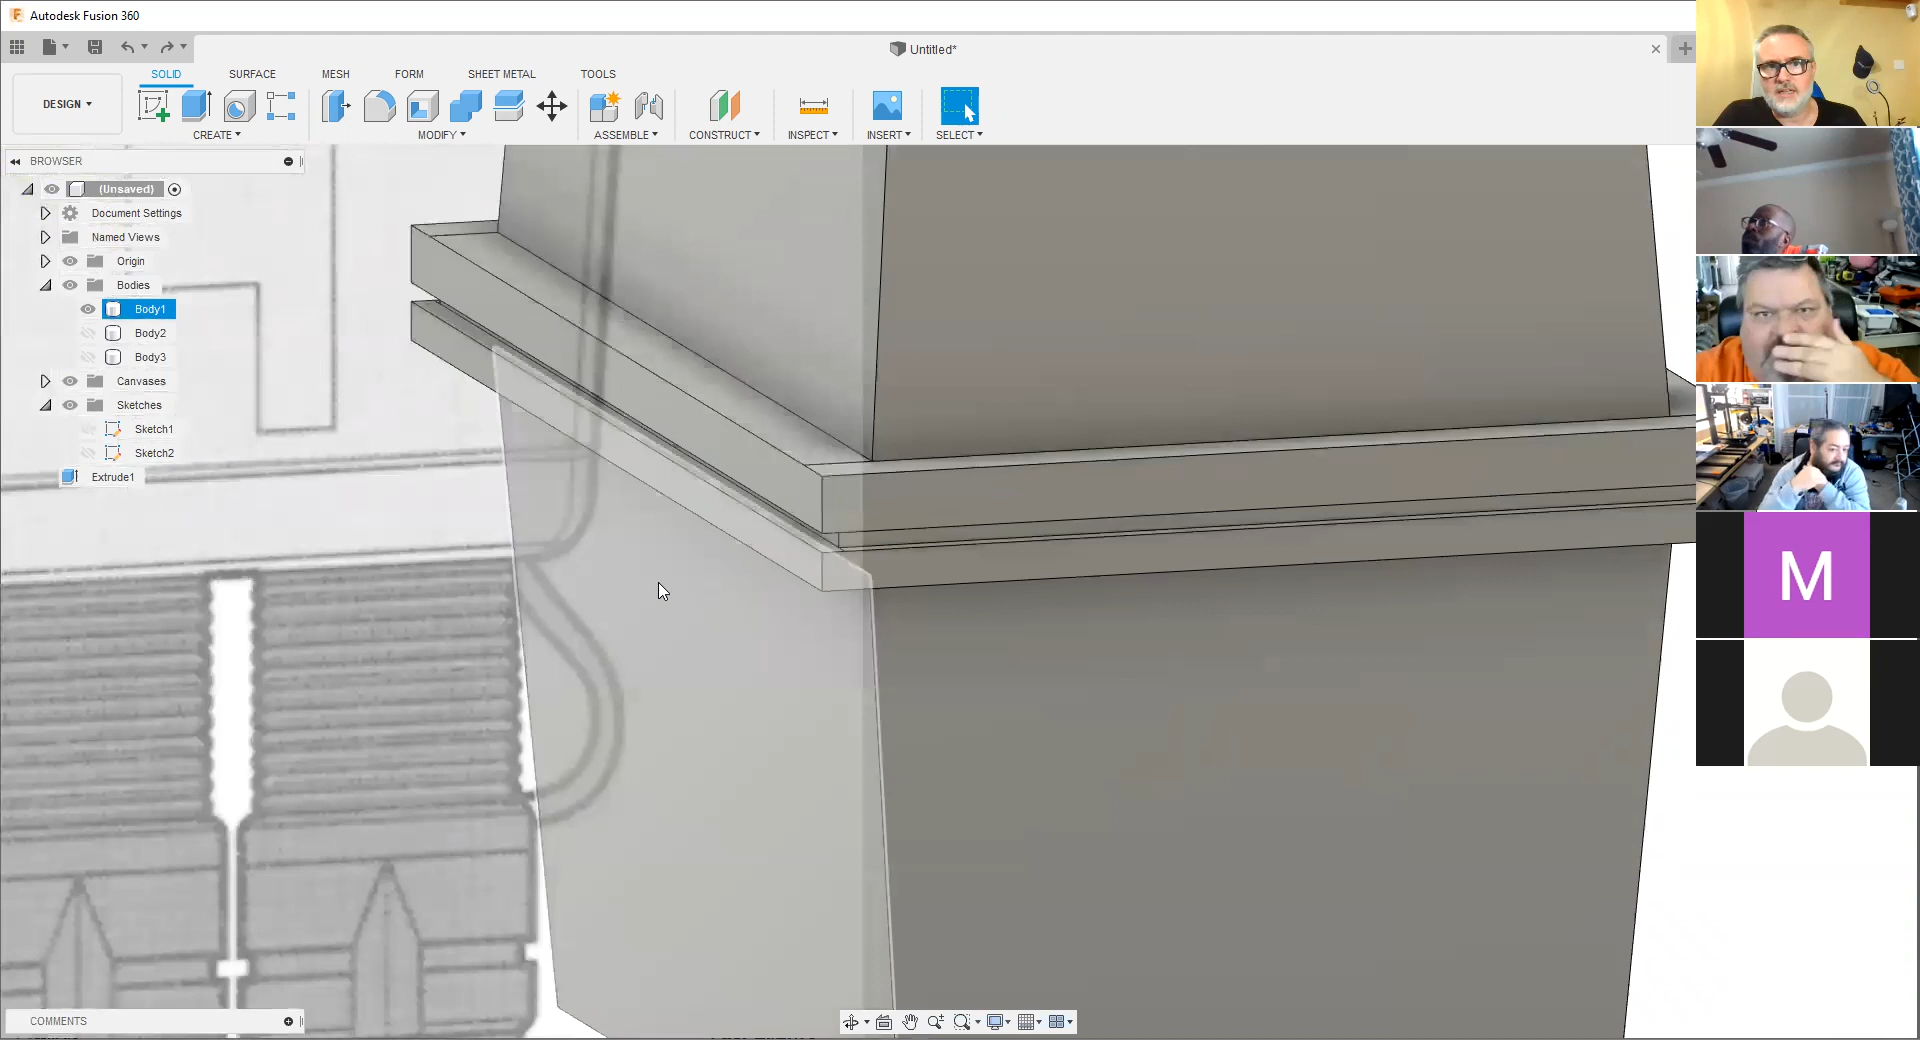 Autodesk Fusion 360
Untitled*
SOLID SURFACE MESH FORM SHEET METAL TOOLS
DESIGN
CREATE MODIFY ASSEMBLE CONSTRUCT INSPECT INSERT SELECT
BROWSER
(Unsaved)
Document Settings
Named Views
Origin
Bodies
Body1
Body2
Body3
Canvases
Sketches
Sketch1
Sketch2
Extrude1
M
COMMENTS